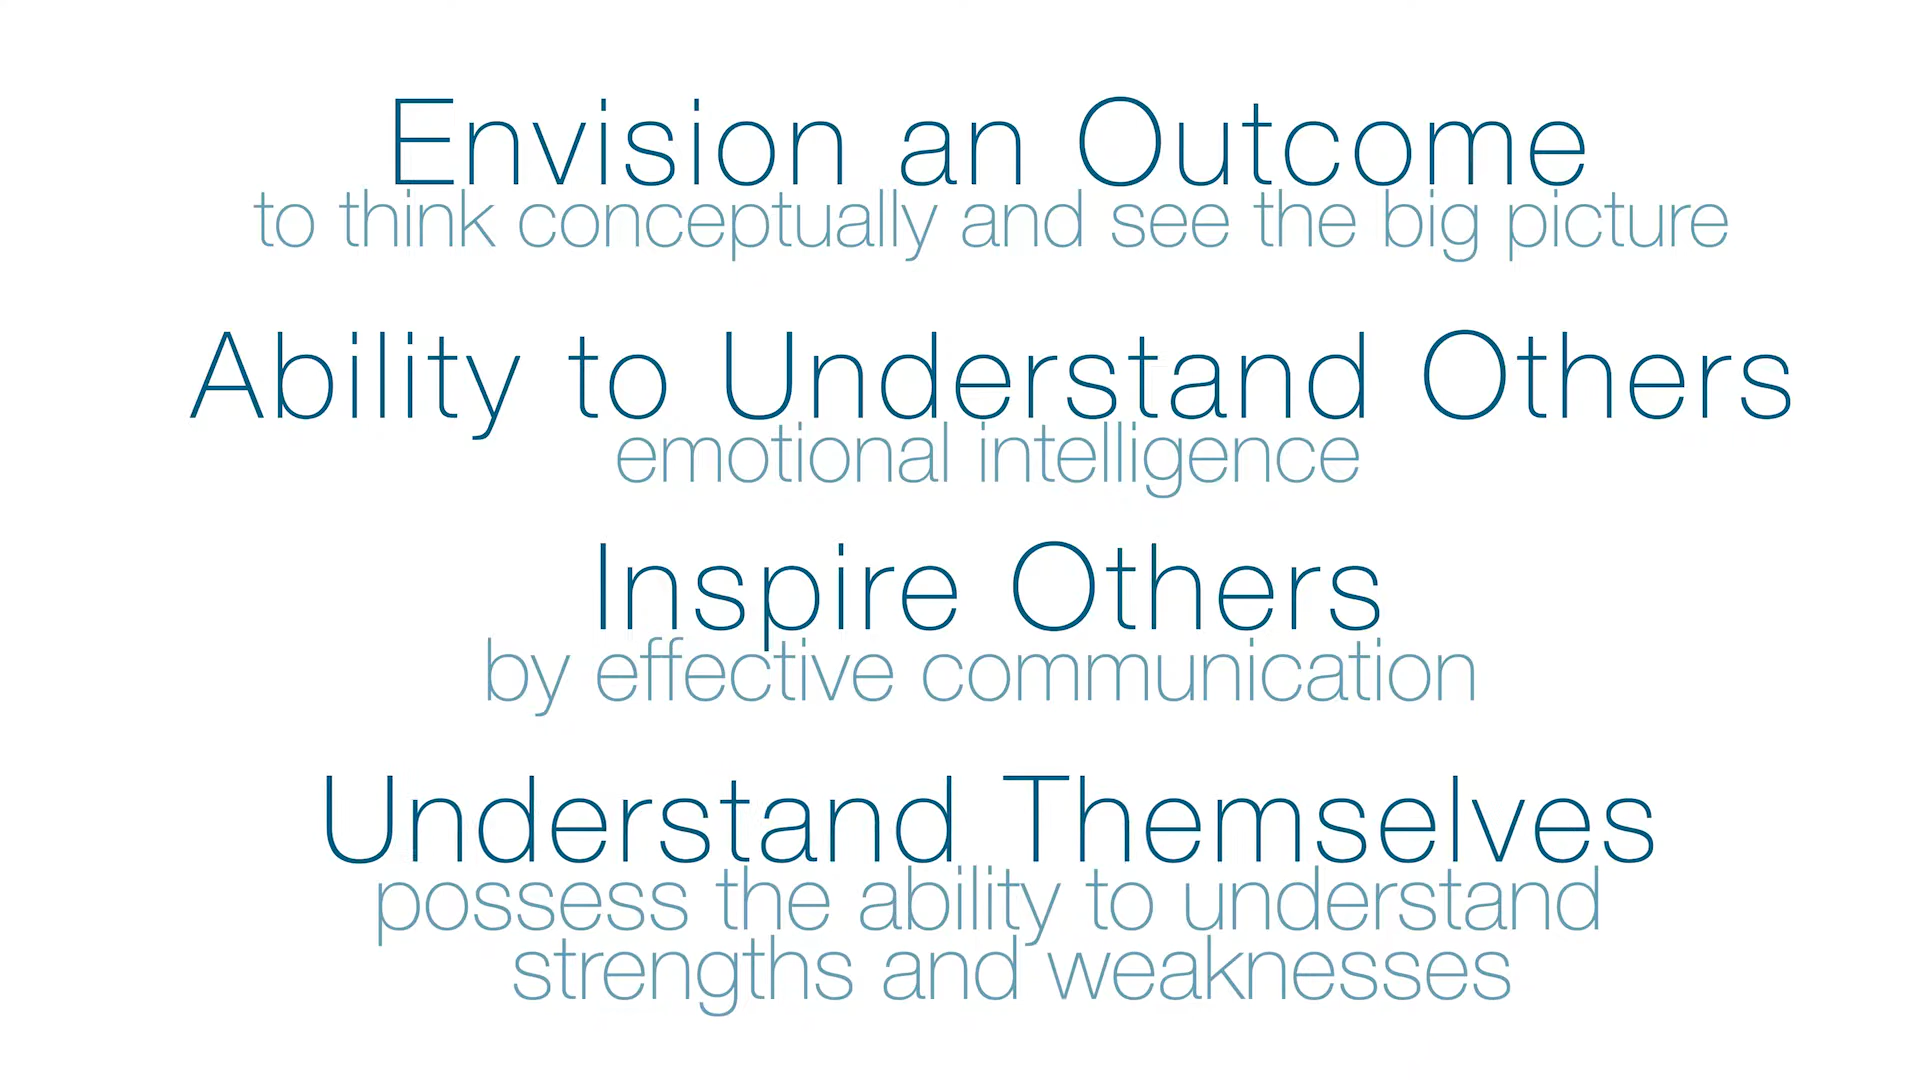 Envision an Outcome
to think conceptually and see the big picture
Ability to Understand Others
emotional intelligence
Inspire Others
by effective communication
Understand Themselves
possess the ability to understand
strengths and weaknesses